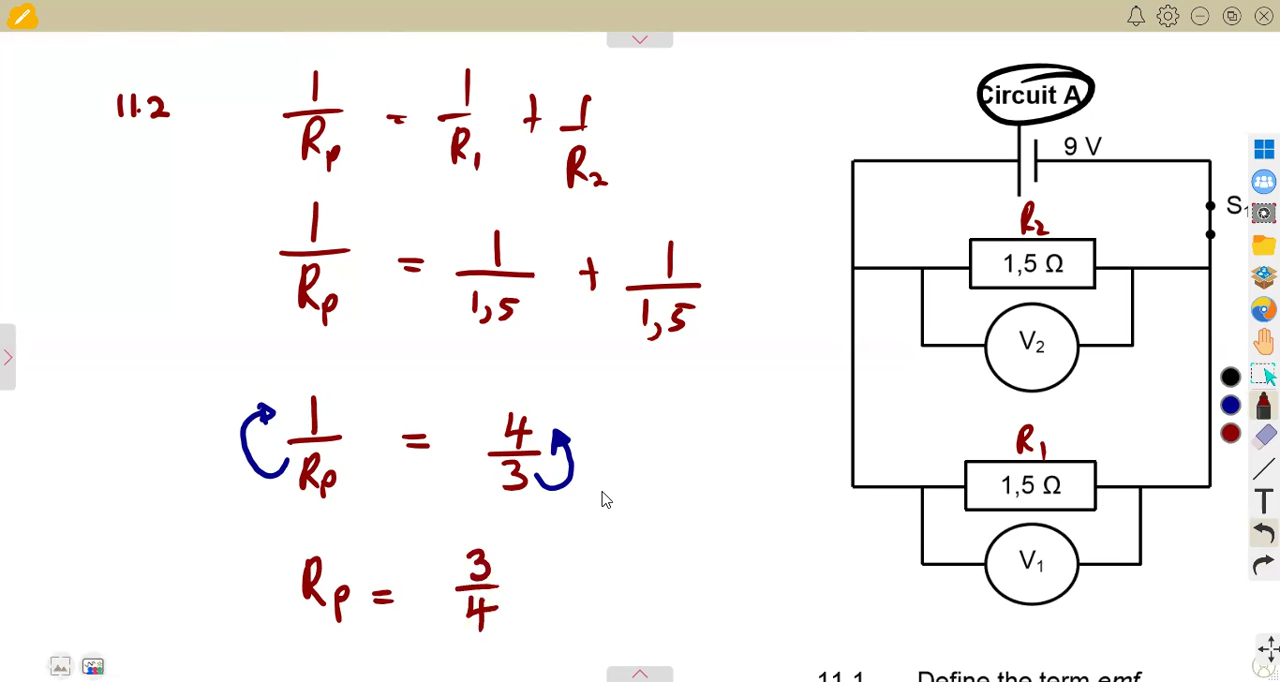 11.2
1/Rp = 1/R1 + 1/R2
1/Rp = 1/1,5 + 1/1,5
1/Rp = 4/3
Rp = 3/4
Circuit A
9 V
S1
R2
1,5 Ω
V2
R1
1,5 Ω
V1
11.1 Define the term emf
T